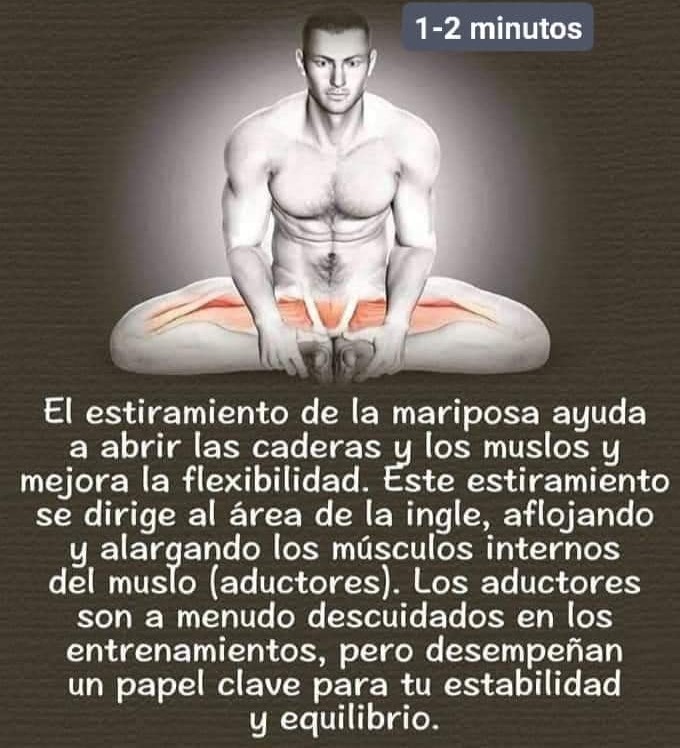 1-2 minutos
El estiramiento de la mariposa ayuda
a abrir las caderas y los muslos y
mejora la flexibilidad. Este estiramiento
se dirige al área de la ingle, aflojando
y alargando los músculos internos
del muslo (aductores). Los aductores
son a menudo descuidados en los
entrenamientos, pero desempeñan
un papel clave para tu estabilidad
y equilibrio.